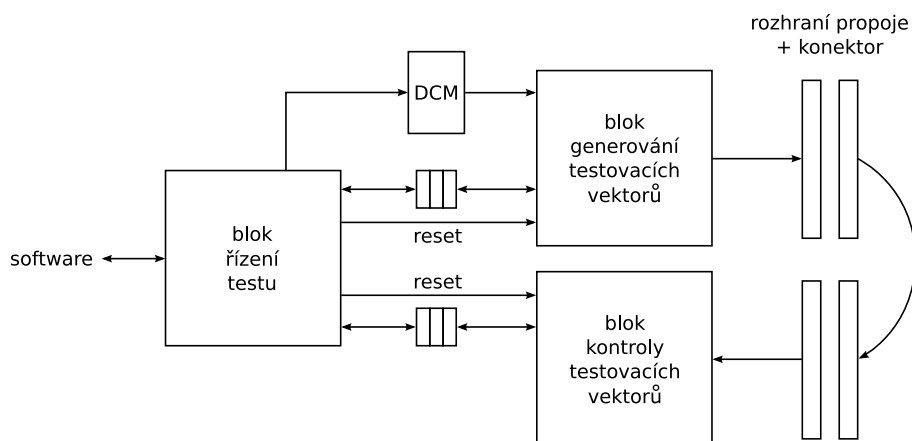 rozhraní propoje
+ konektor
DCM
blok
generování
testovacích
vektorů
reset
blok
řízení
testu
software
reset
blok
kontroly
testovacích
vektorů